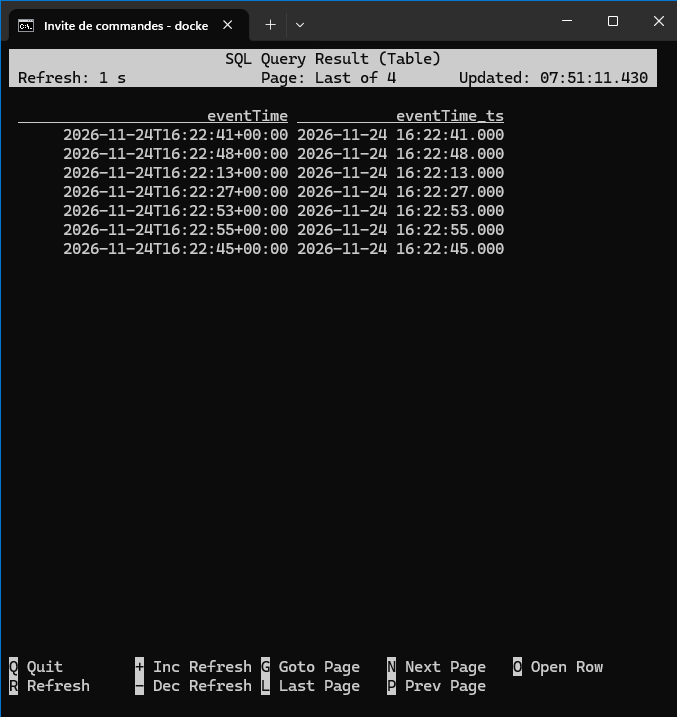 Invite de commandes - docke
SQL Query Result (Table)
Refresh: 1 s Page: Last of 4 Updated: 07:51:11.430
eventTime eventTime_ts
2026-11-24T16:22:41+00:00 2026-11-24 16:22:41.000
2026-11-24T16:22:48+00:00 2026-11-24 16:22:48.000
2026-11-24T16:22:13+00:00 2026-11-24 16:22:13.000
2026-11-24T16:22:27+00:00 2026-11-24 16:22:27.000
2026-11-24T16:22:53+00:00 2026-11-24 16:22:53.000
2026-11-24T16:22:55+00:00 2026-11-24 16:22:55.000
2026-11-24T16:22:45+00:00 2026-11-24 16:22:45.000
Q Quit + Inc Refresh G Goto Page N Next Page O Open Row
R Refresh - Dec Refresh L Last Page P Prev Page